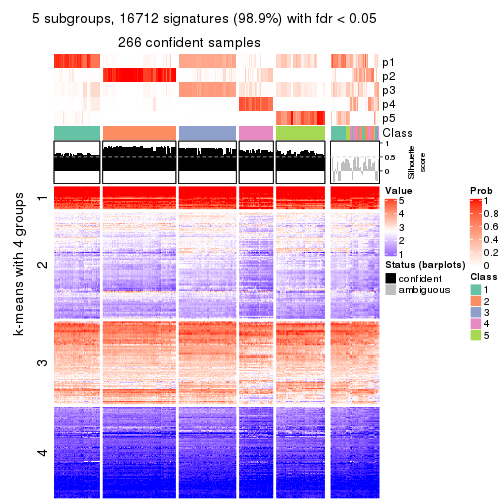 5 subgroups, 16712 signatures (98.9%) with fdr < 0.05
266 confident samples
p1
p2
p3
p4
p5
Class
1
0.5
0
Silhouette
score
k-means with 4 groups
1
2
3
4
Value
5
4
3
2
1
Status (barplots)
confident
ambiguous
Prob
1
0.8
0.6
0.4
0.2
0
Class
1
2
3
4
5